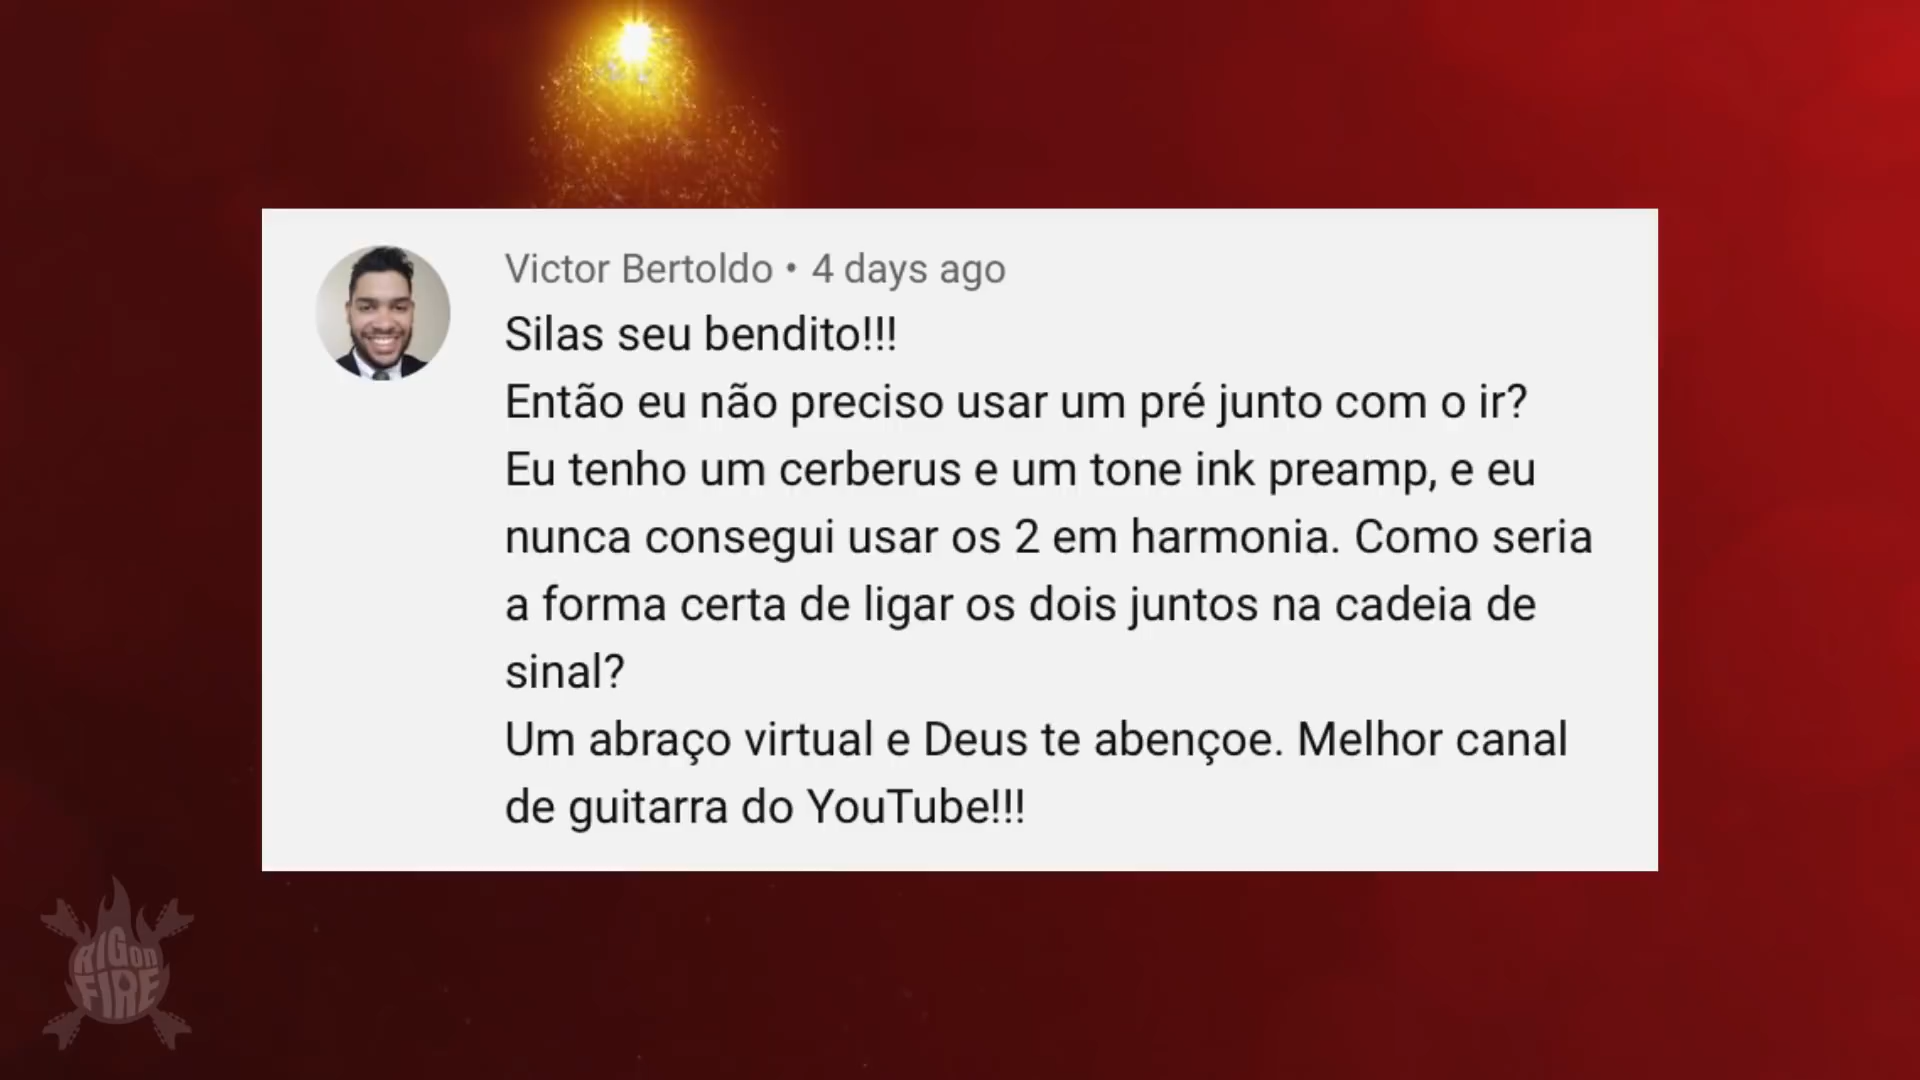 Victor Bertoldo • 4 days ago
Silas seu bendito!!!
Então eu não preciso usar um pré junto com o ir?
Eu tenho um cerberus e um tone ink preamp, e eu
nunca consegui usar os 2 em harmonia. Como seria
a forma certa de ligar os dois juntos na cadeia de
sinal?
Um abraço virtual e Deus te abençoe. Melhor canal
de guitarra do YouTube!!!
RIG on
FIRE